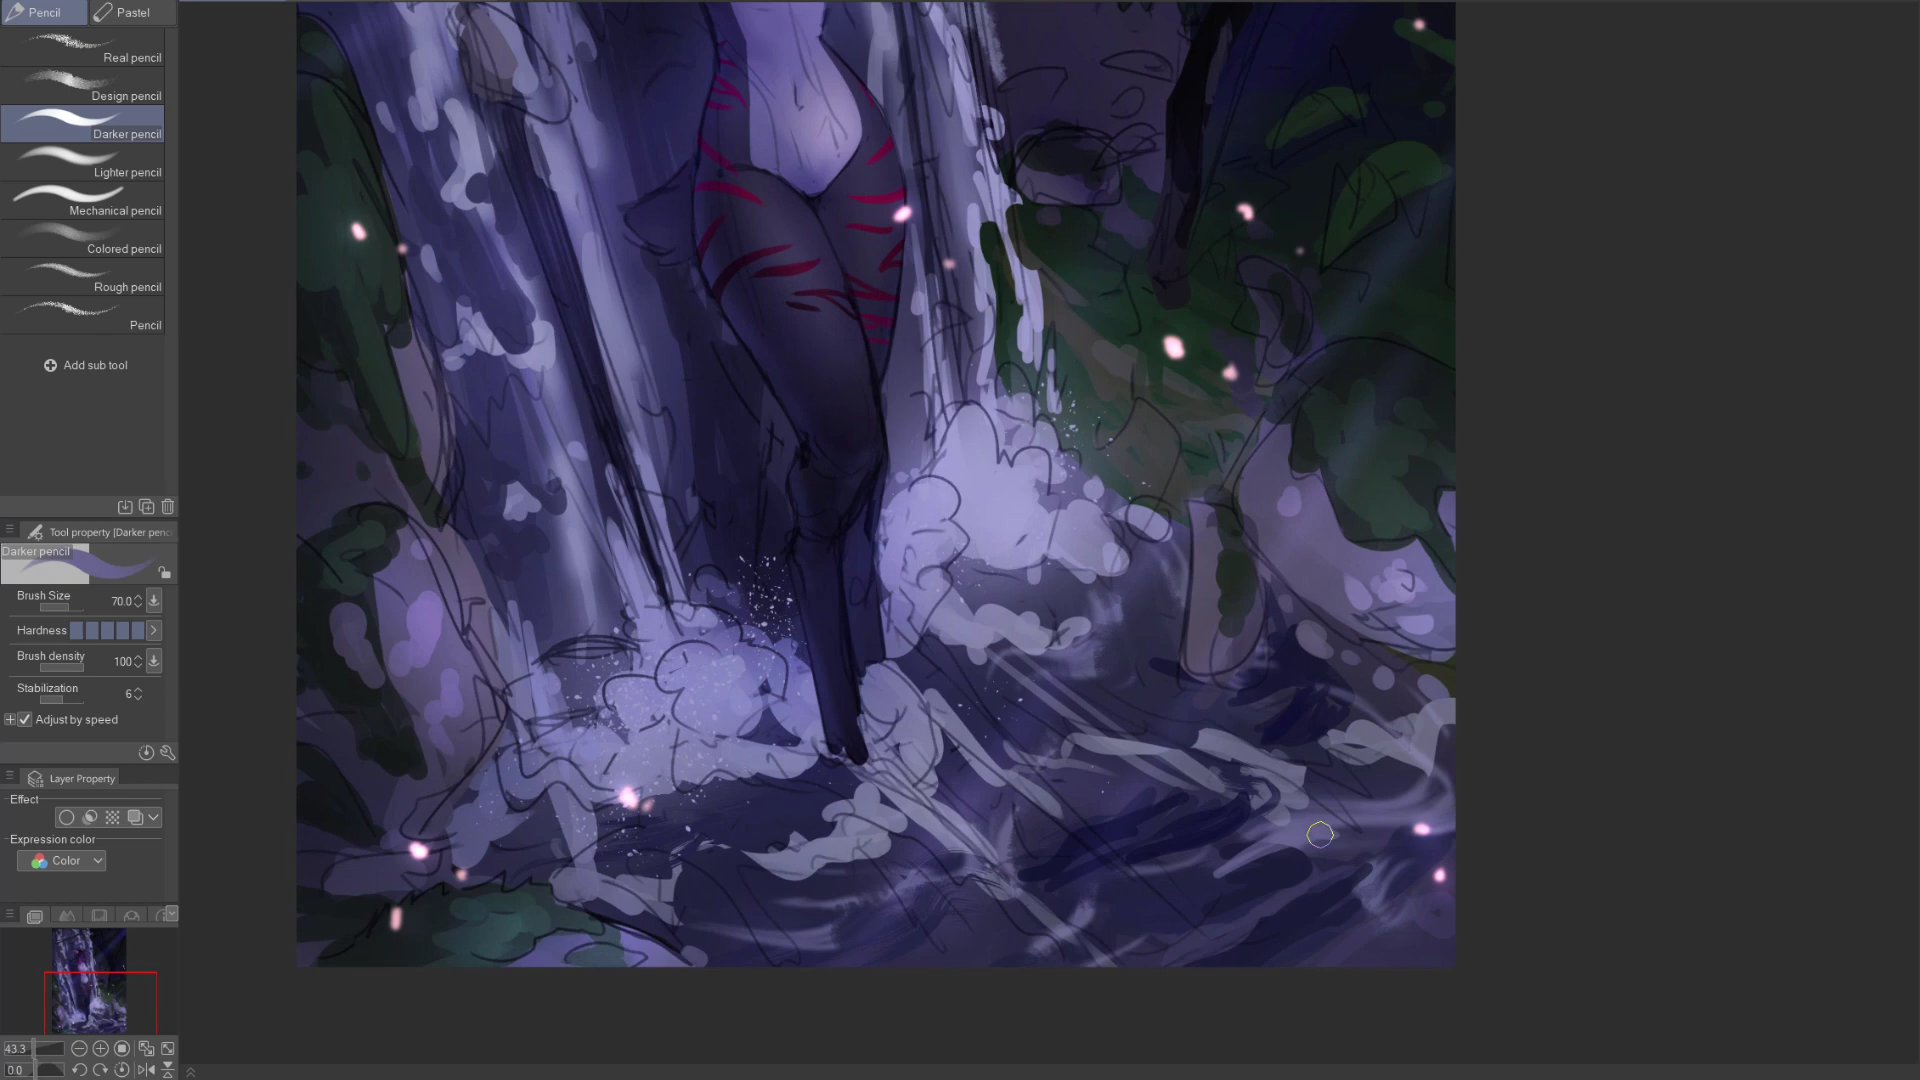 Pencil
Pastel
Real pencil
Design pencil
Darker pencil
Lighter pencil
Mechanical pencil
Colored pencil
Rough pencil
Pencil
Add sub tool
Tool property [Darker penc
Darker pencil
Brush Size 70.0
Hardness
Brush density 100
Stabilization 6
Adjust by speed
Layer Property
Effect
Expression color
Color
43.3
0.0